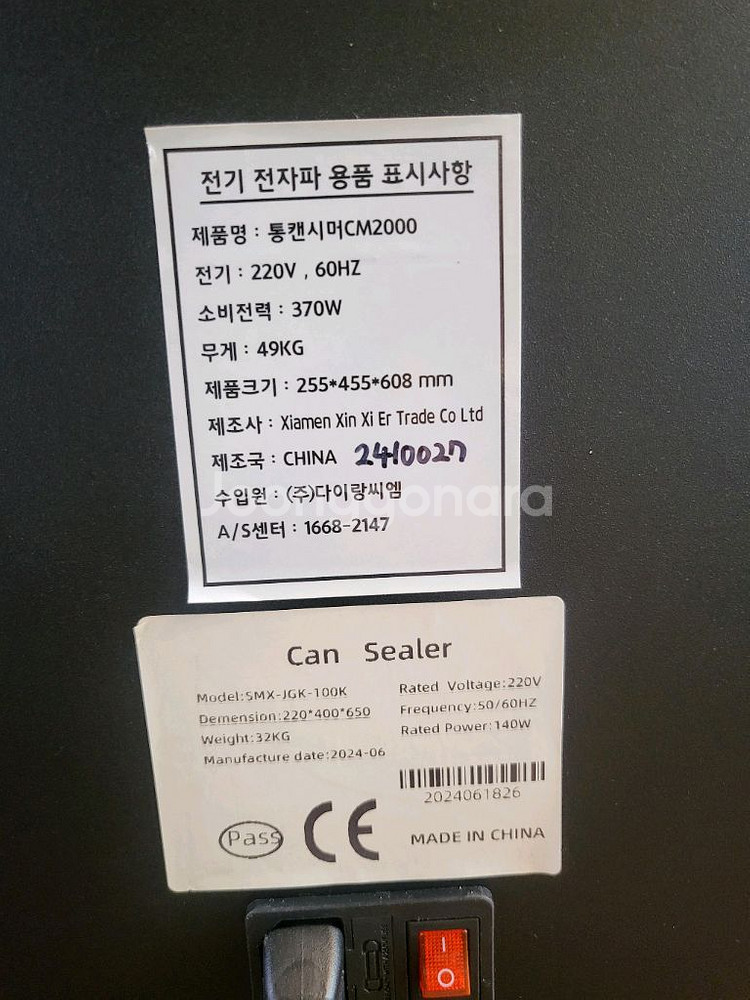 전기 전자파 용품 표시사항
제품명 : 통캔시머CM2000
전기 : 220V , 60HZ
소비전력 : 370W
무게 : 49KG
제품크기 : 255*455*608 mm
제조사 : Xiamen Xin Xi Er Trade Co Ltd
제조국 : CHINA 2410027
수입원 : (주)다이랑씨엠
Joonggonara
A/S센터 : 1668-2147
Can Sealer
Model:SMX-JGK-100K
Demension:220*400*650
Weight:32KG
Manufacture date:2024-06
Rated Voltage:220V
Frequency:50/60HZ
Rated Power:140W
2024061826
Pass
CE
MADE IN CHINA